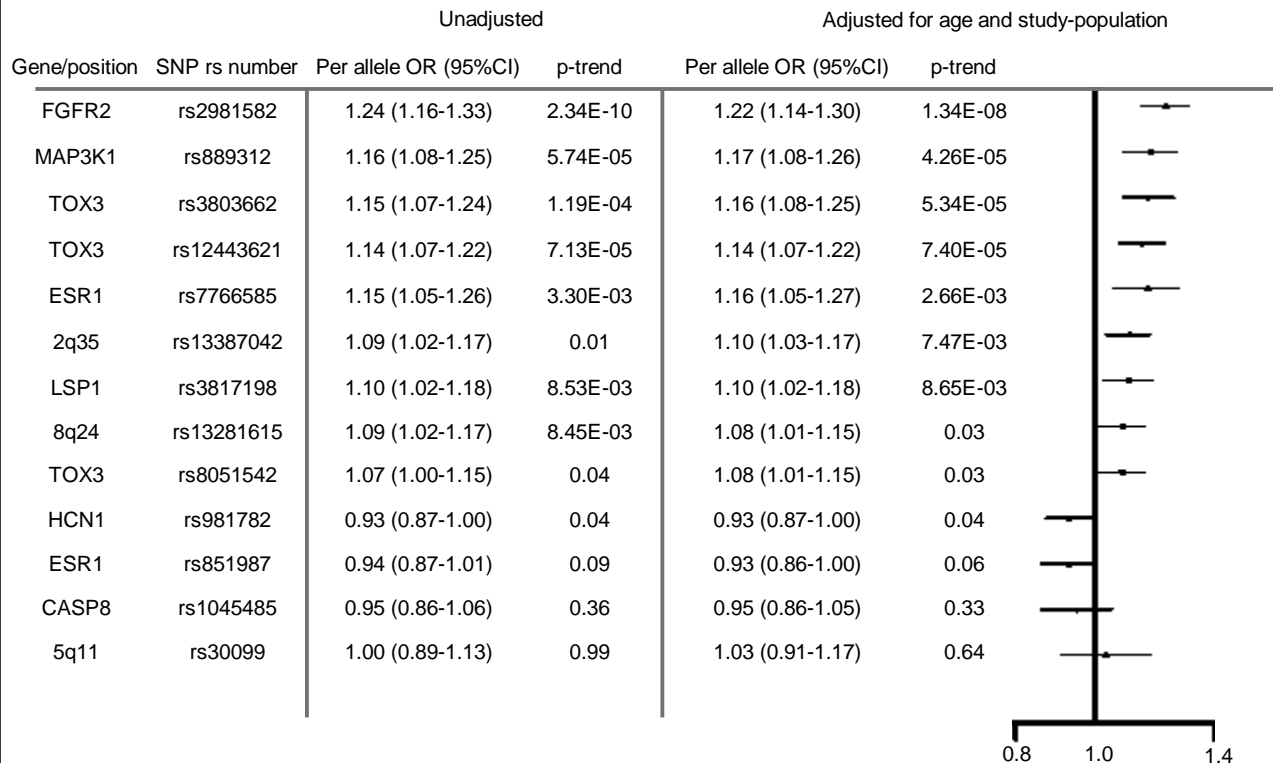 Unadjusted Adjusted for age and study-population
Gene/position SNP rs number Per allele OR (95%CI) p-trend Per allele OR (95%CI) p-trend
FGFR2 rs2981582 1.24 (1.16-1.33) 2.34E-10 1.22 (1.14-1.30) 1.34E-08
MAP3K1 rs889312 1.16 (1.08-1.25) 5.74E-05 1.17 (1.08-1.26) 4.26E-05
TOX3 rs3803662 1.15 (1.07-1.24) 1.19E-04 1.16 (1.08-1.25) 5.34E-05
TOX3 rs12443621 1.14 (1.07-1.22) 7.13E-05 1.14 (1.07-1.22) 7.40E-05
ESR1 rs7766585 1.15 (1.05-1.26) 3.30E-03 1.16 (1.05-1.27) 2.66E-03
2q35 rs13387042 1.09 (1.02-1.17) 0.01 1.10 (1.03-1.17) 7.47E-03
LSP1 rs3817198 1.10 (1.02-1.18) 8.53E-03 1.10 (1.02-1.18) 8.65E-03
8q24 rs13281615 1.09 (1.02-1.17) 8.45E-03 1.08 (1.01-1.15) 0.03
TOX3 rs8051542 1.07 (1.00-1.15) 0.04 1.08 (1.01-1.15) 0.03
HCN1 rs981782 0.93 (0.87-1.00) 0.04 0.93 (0.87-1.00) 0.04
ESR1 rs851987 0.94 (0.87-1.01) 0.09 0.93 (0.86-1.00) 0.06
CASP8 rs1045485 0.95 (0.86-1.06) 0.36 0.95 (0.86-1.05) 0.33
5q11 rs30099 1.00 (0.89-1.13) 0.99 1.03 (0.91-1.17) 0.64
0.8 1.0 1.4